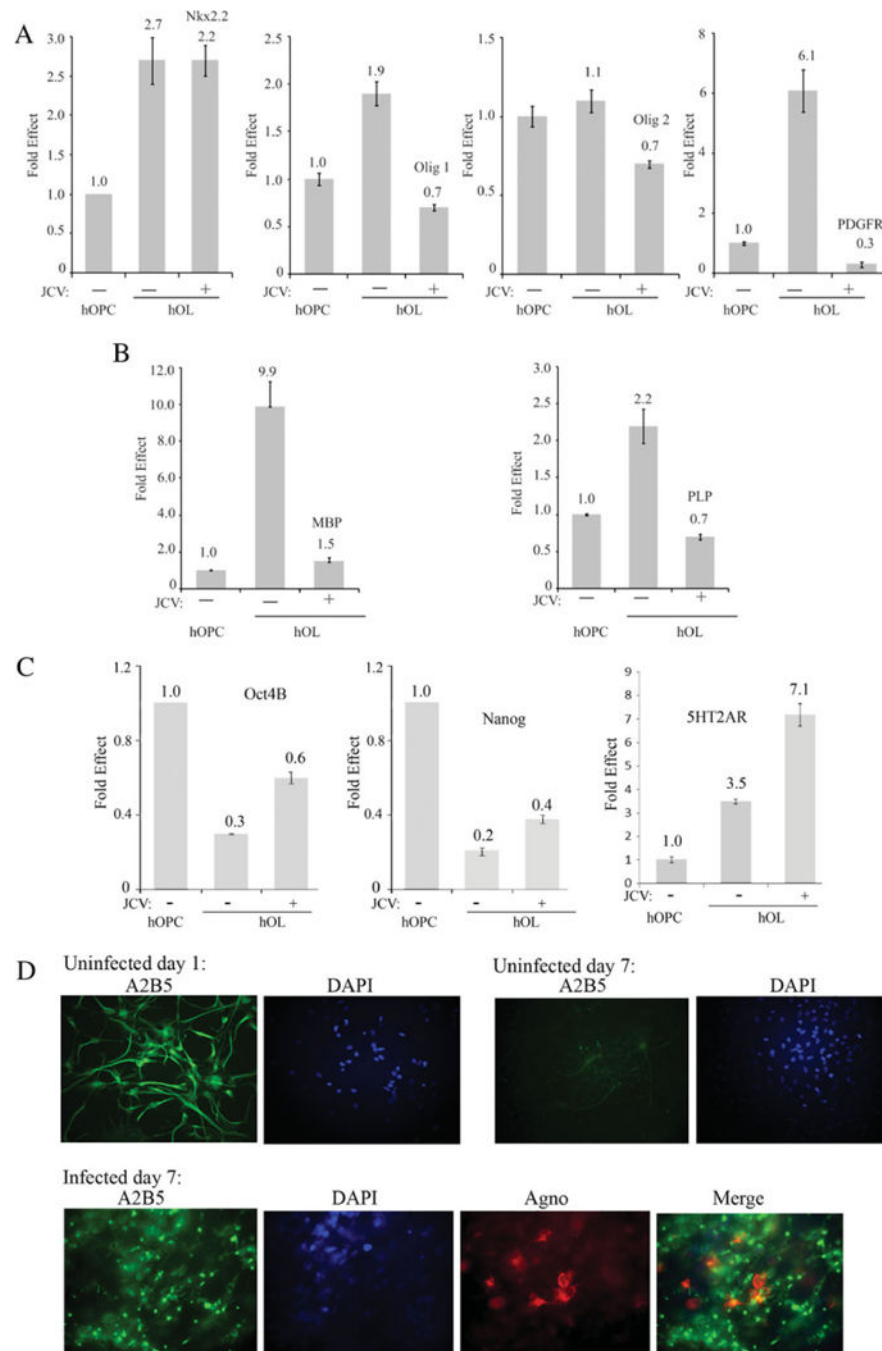 A
Nkx2.2
Fold Effect
3.0
2.5
2.0
1.5
1.0
0.5
0
1.0
2.7
2.2
JCV: — — +
hOPC hOL
Fold Effect
2.5
2.0
1.5
1.0
0.5
0
1.0
1.9
Olig 1
0.7
JCV: — — +
hOPC hOL
Fold Effect
1.5
1.0
0.5
0
1.0
1.1
Olig 2
0.7
— — +
hOPC hOL
Fold Effect
8
6
4
2
0
1.0
6.1
PDGFR
0.3
— — +
hOPC hOL
B
Fold Effect
12.0
10.0
8.0
6.0
4.0
2.0
0
1.0
9.9
MBP
1.5
JCV: — — +
hOPC hOL
Fold Effect
3.0
2.5
2.0
1.5
1.0
0.5
0
1.0
2.2
PLP
0.7
JCV: — — +
hOPC hOL
C
Fold Effect
1.2
0.8
0.4
0
1.0
Oct4B
0.3
0.6
JCV: - - +
hOPC hOL
Fold Effect
1.2
0.8
0.4
0
1.0
Nanog
0.2
0.4
JCV: - - +
hOPC hOL
Fold Effect
9
8
7
6
5
4
3
2
1
0
5HT2AR
1.0
3.5
7.1
JCV: - - +
hOPC hOL
D
Uninfected day 1:
A2B5 DAPI
Uninfected day 7:
A2B5 DAPI
Infected day 7:
A2B5 DAPI Agno Merge